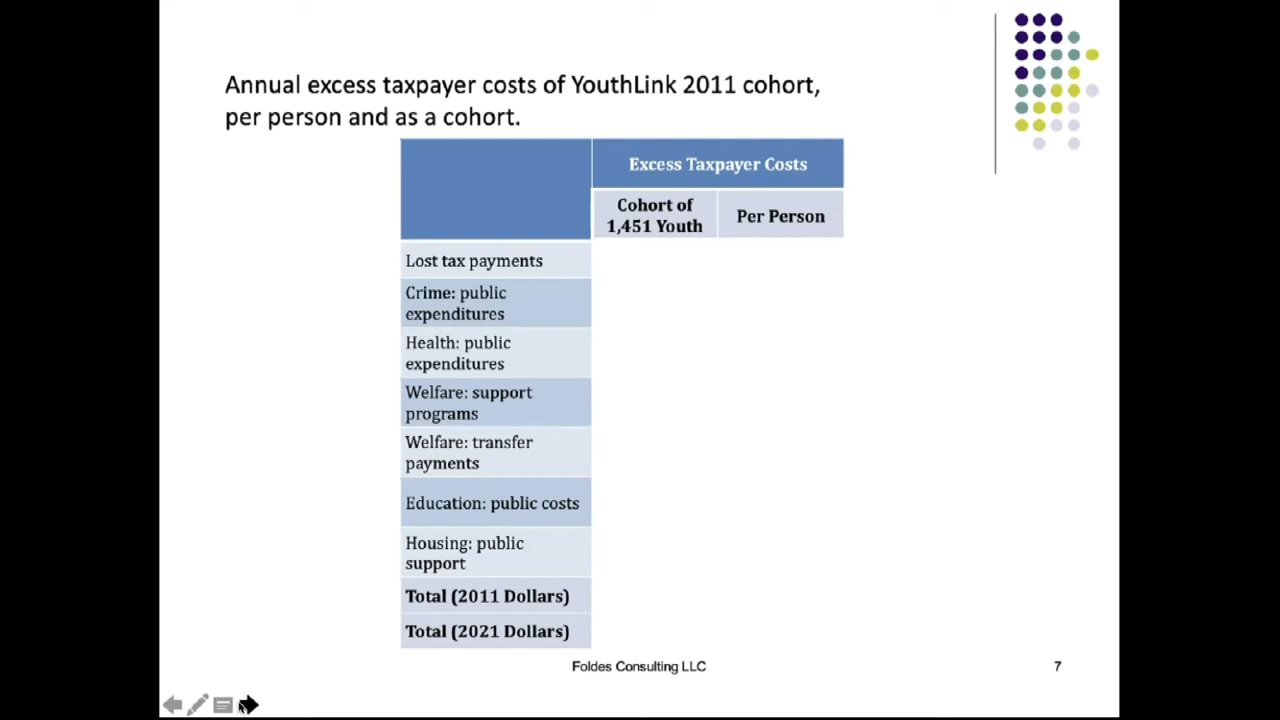 Annual excess taxpayer costs of YouthLink 2011 cohort,
per person and as a cohort.
Excess Taxpayer Costs
Cohort of
1,451 Youth
Per Person
Lost tax payments
Crime: public
expenditures
Health: public
expenditures
Welfare: support
programs
Welfare: transfer
payments
Education: public costs
Housing: public
support
Total (2011 Dollars)
Total (2021 Dollars)
Foldes Consulting LLC
7